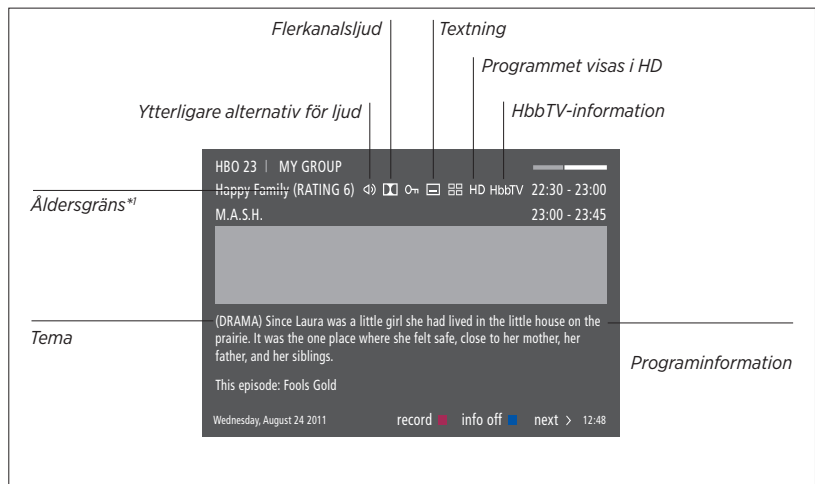 Flerkanalsljud
Textning
Programmet visas i HD
Ytterligare alternativ för ljud
HbbTV-information
HBO 23 | MY GROUP
Happy Family (RATING 6) HD HbbTV 22:30 - 23:00
Åldersgräns*1
M.A.S.H. 23:00 - 23:45
(DRAMA) Since Laura was a little girl she had lived in the little house on the
Tema
prairie. It was the one place where she felt safe, close to her mother, her
father, and her siblings.
Programinformation
This episode: Fools Gold
Wednesday, August 24 2011 record info off next > 12:48